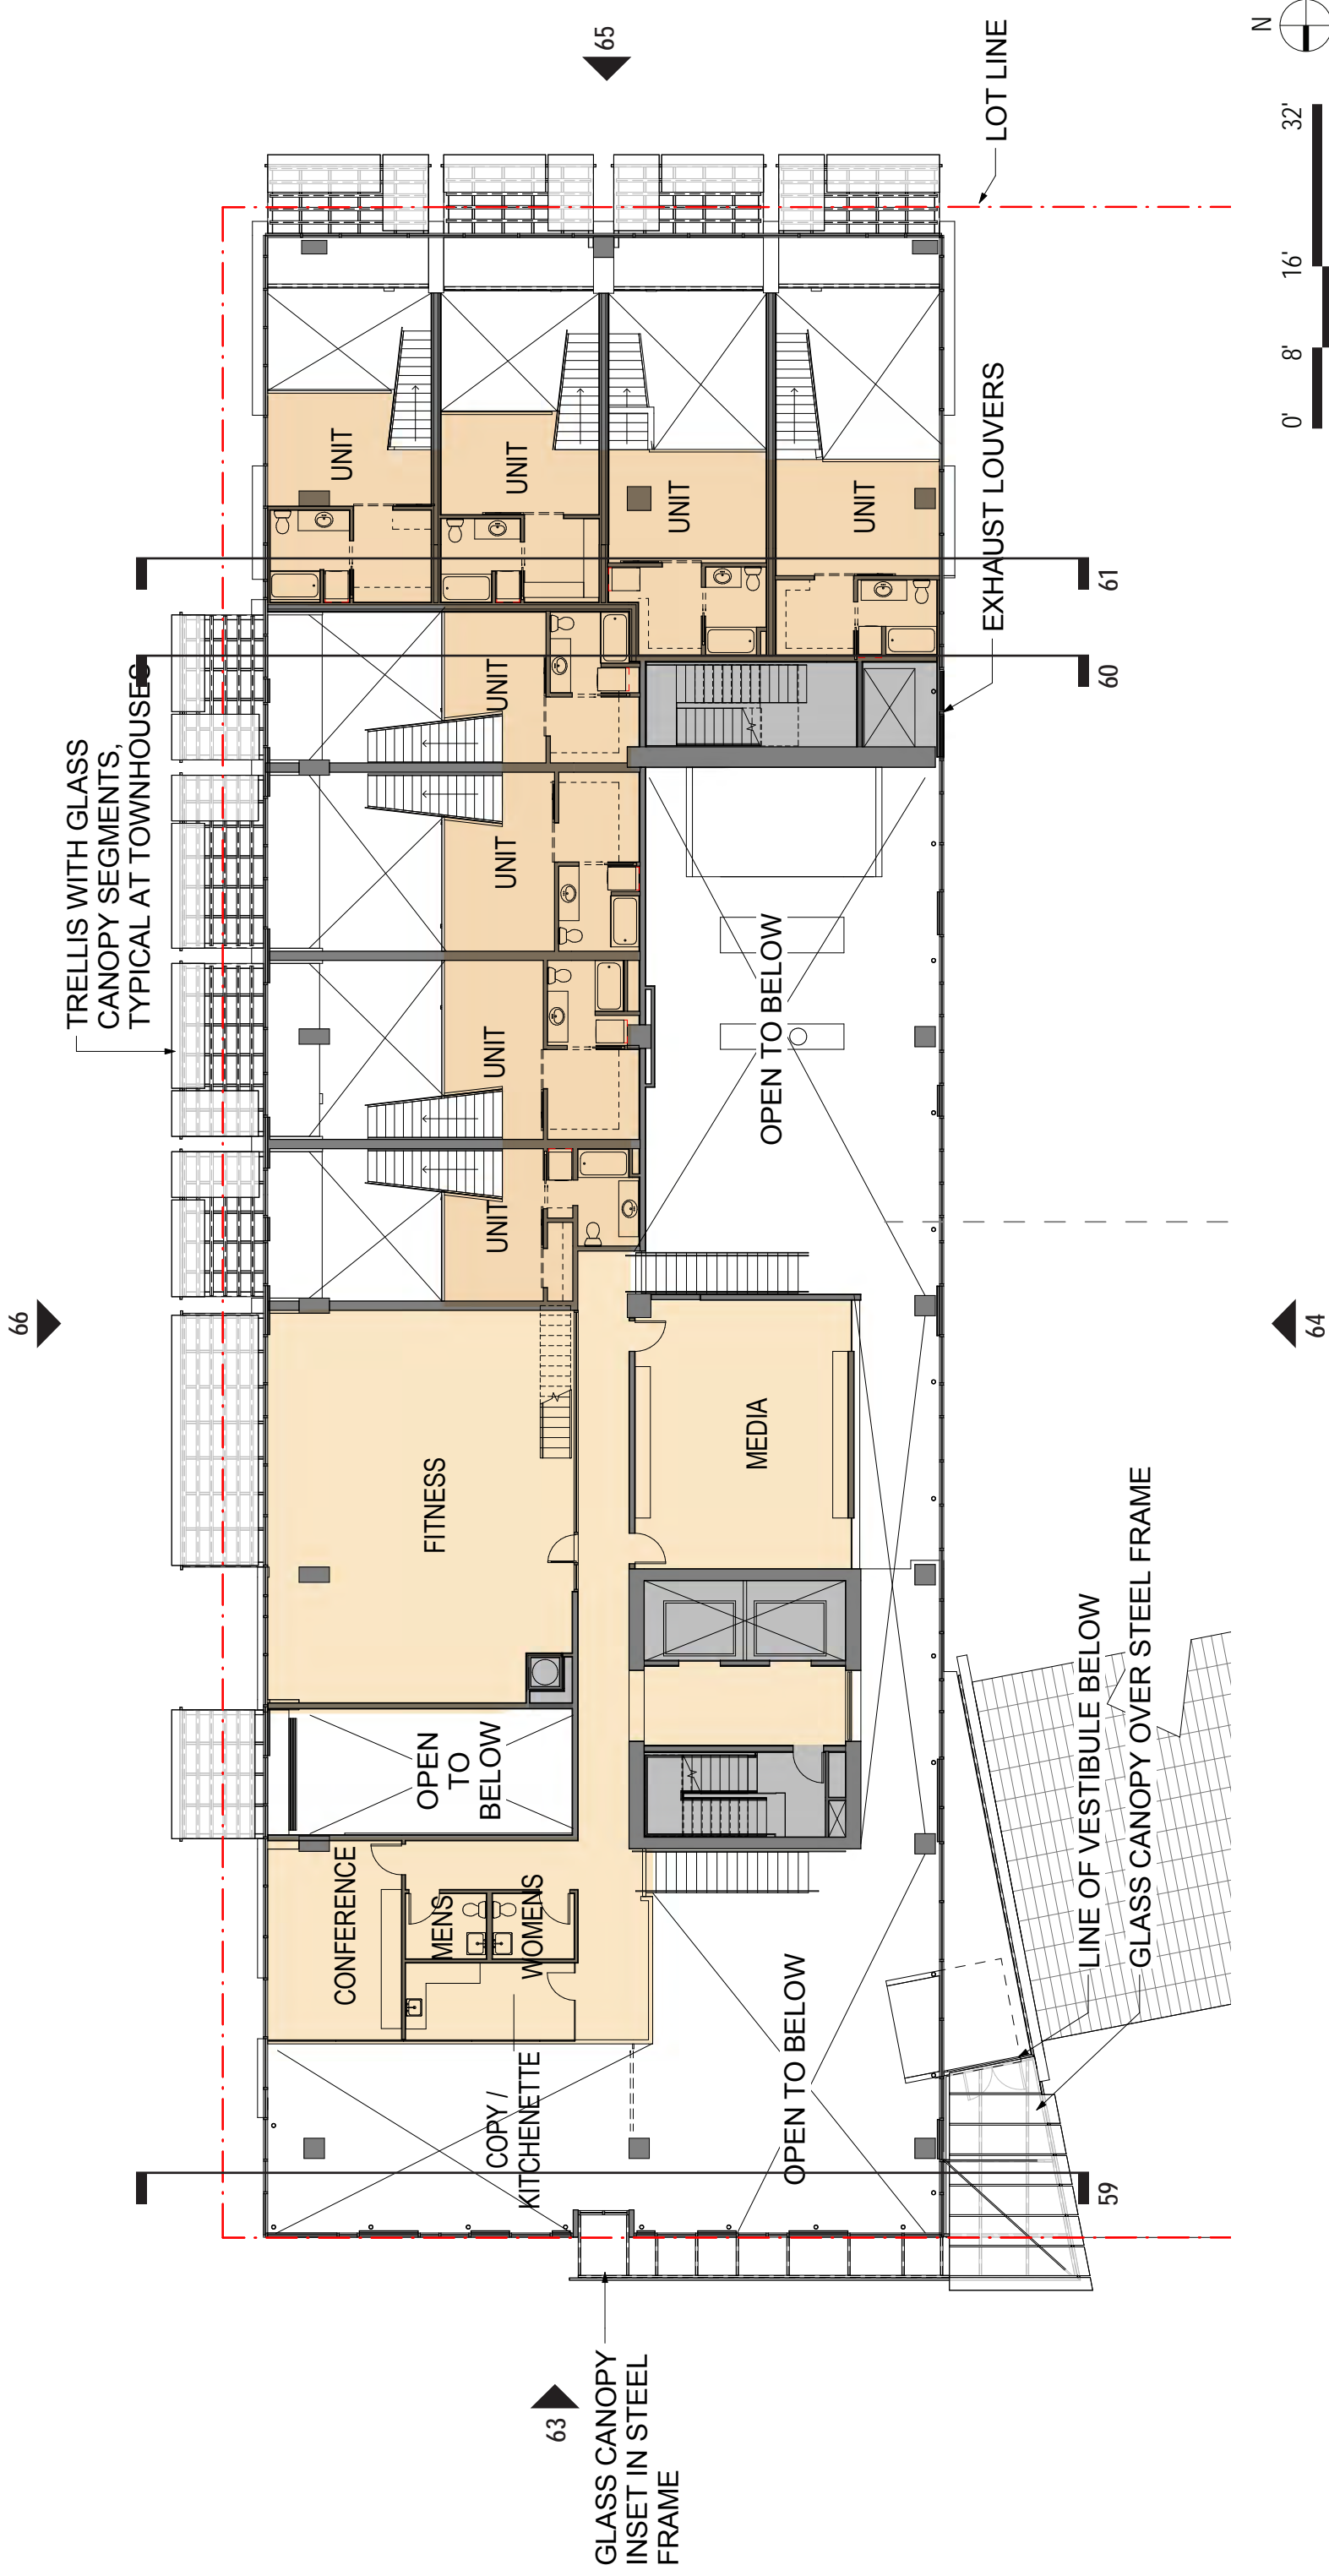 66
TRELLIS WITH GLASS
CANOPY SEGMENTS,
TYPICAL AT TOWNHOUSES
65
LOT LINE
N
0'
8'
16'
32'
UNIT
UNIT
UNIT
UNIT
UNIT
UNIT
UNIT
UNIT
61
60
EXHAUST LOUVERS
OPEN TO BELOW
FITNESS
MEDIA
64
OPEN
TO
BELOW
CONFERENCE
MENS
WOMENS
COPY /
KITCHENETTE
OPEN TO BELOW
LINE OF VESTIBULE BELOW
GLASS CANOPY OVER STEEL FRAME
59
63
GLASS CANOPY
INSET IN STEEL
FRAME